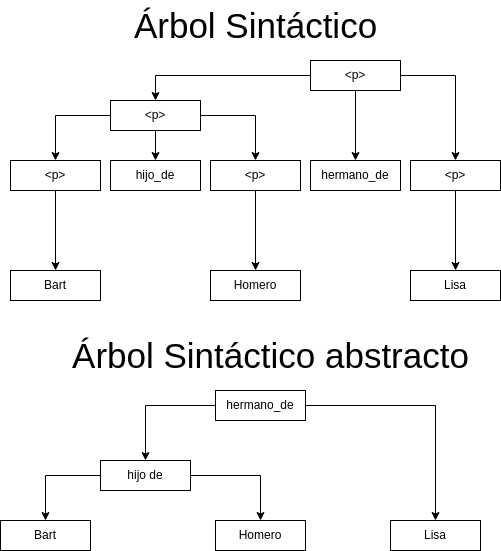 Árbol Sintáctico
<p>
<p>
<p>
hijo_de
<p>
hermano_de
<p>
Bart
Homero
Lisa
Árbol Sintáctico abstracto
hermano_de
hijo de
Bart
Homero
Lisa